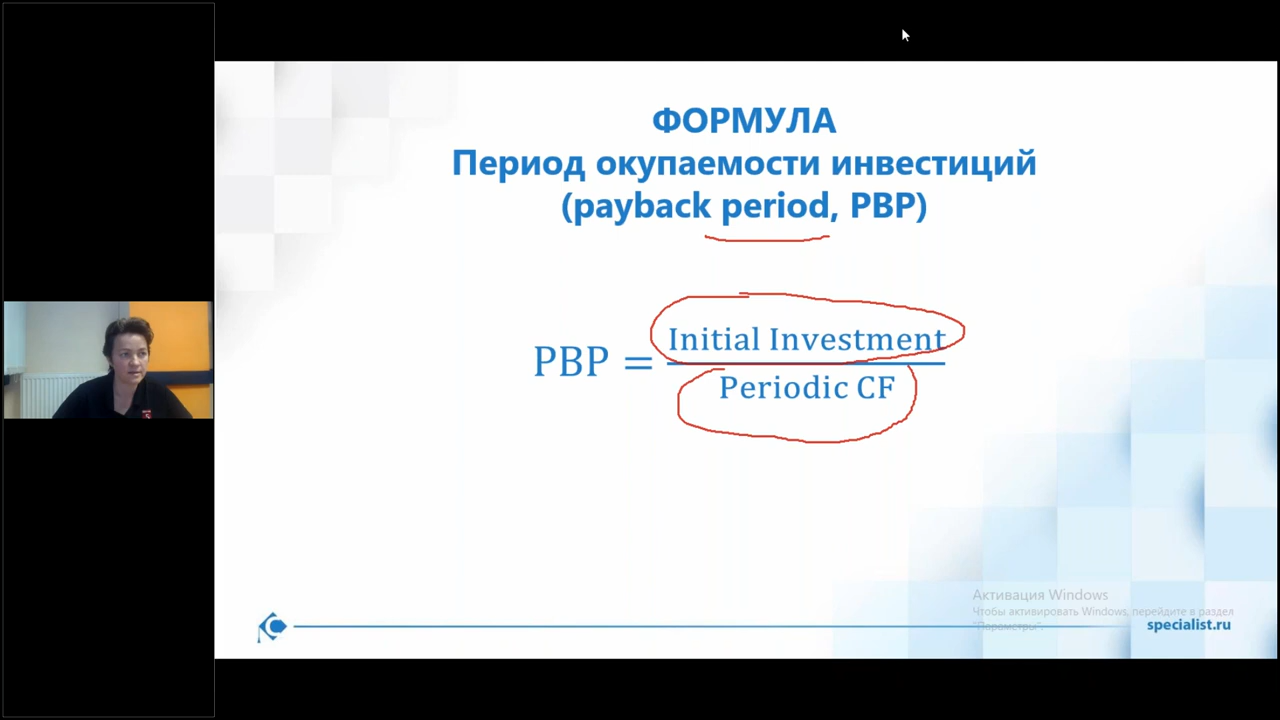 ФОРМУЛА
Период окупаемости инвестиций
(payback period, PBP)
PBP = Initial Investment
Periodic CF
Активация Windows
Чтобы активировать Windows, перейдите в раздел
"Параметры".
specialist.ru